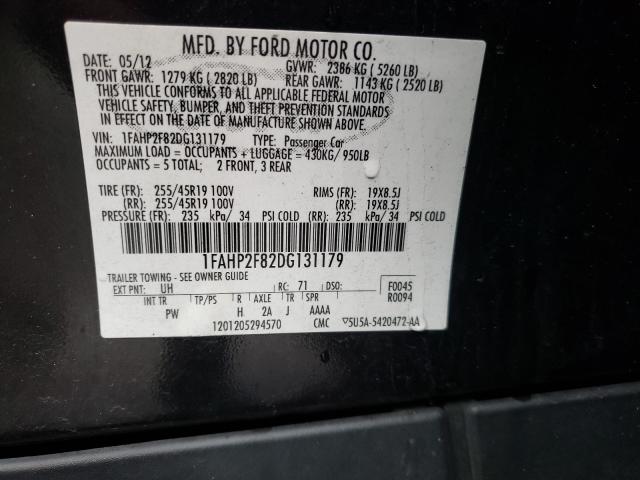 MFD. BY FORD MOTOR CO.
DATE: 05/12 GVWR: 2386 KG (5260 LB)
FRONT GAWR: 1279 KG (2820 LB) REAR GAWR: 1143 KG (2520 LB)
THIS VEHICLE CONFORMS TO ALL APPLICABLE FEDERAL MOTOR
VEHICLE SAFETY, BUMPER, AND THEFT PREVENTION STANDARDS
IN EFFECT ON THE DATE OF MANUFACTURE SHOWN ABOVE.
VIN: 1FAHP2F82DG131179 TYPE: Passenger Car
MAXIMUM LOAD = OCCUPANTS + LUGGAGE = 430KG/ 950LB
OCCUPANTS = 5 TOTAL; 2 FRONT, 3 REAR
TIRE (FR): 255/45R19 100V RIMS (FR): 19X8.5J
(RR): 255/45R19 100V (RR): 19X8.5J
PRESSURE (FR): 235 kPa/ 34 PSI COLD (RR): 235 kPa/ 34 PSI COLD
1FAHP2F82DG131179
TRAILER TOWING - SEE OWNER GUIDE
EXT PNT: UH RC: 71 DSO: F0045
INT TR TP/PS R AXLE TR SPR R0094
PW H 2A J AAAA
1201205294570 CMC ▽5U5A-5420472-AA